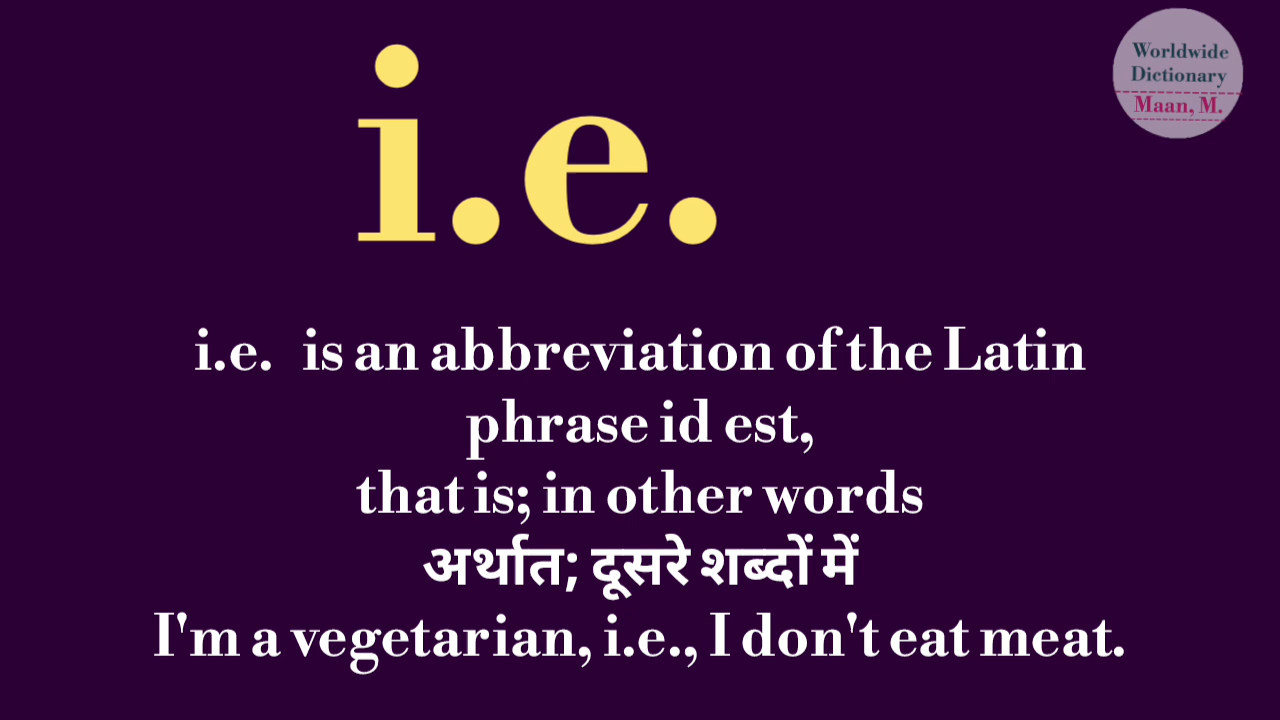 i.e.
Worldwide
Dictionary
Maan, M.
i.e. is an abbreviation of the Latin
phrase id est,
that is; in other words
अर्थात; दूसरे शब्दों में
I'm a vegetarian, i.e., I don't eat meat.